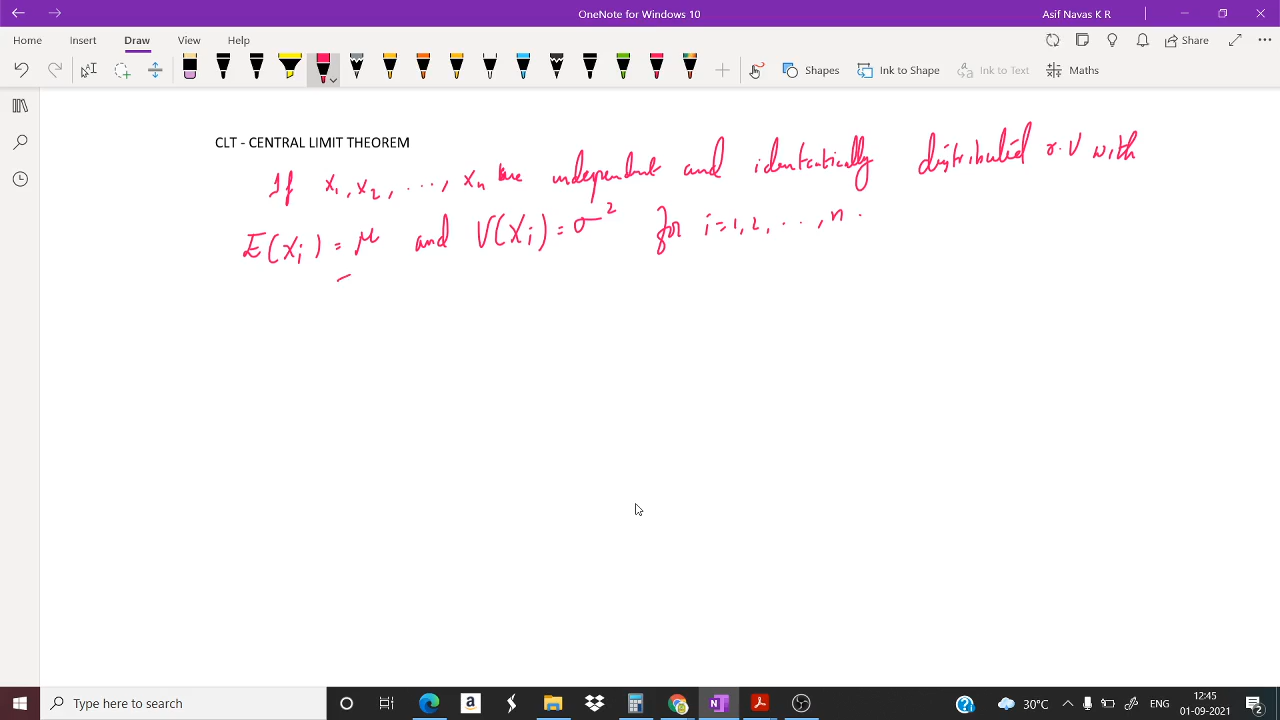 OneNote for Windows 10
Asif Navas K R
Home Insert Draw View Help
Share
Shapes Ink to Shape Ink to Text Maths
CLT - CENTRAL LIMIT THEOREM
If x₁, x₂, ..., xₙ are independent and identically distributed r.V with
E(Xᵢ) = μ and V(Xᵢ) = σ² for i = 1, 2, ..., n.
Type here to search
30°C ENG 12:45
01-09-2021 2